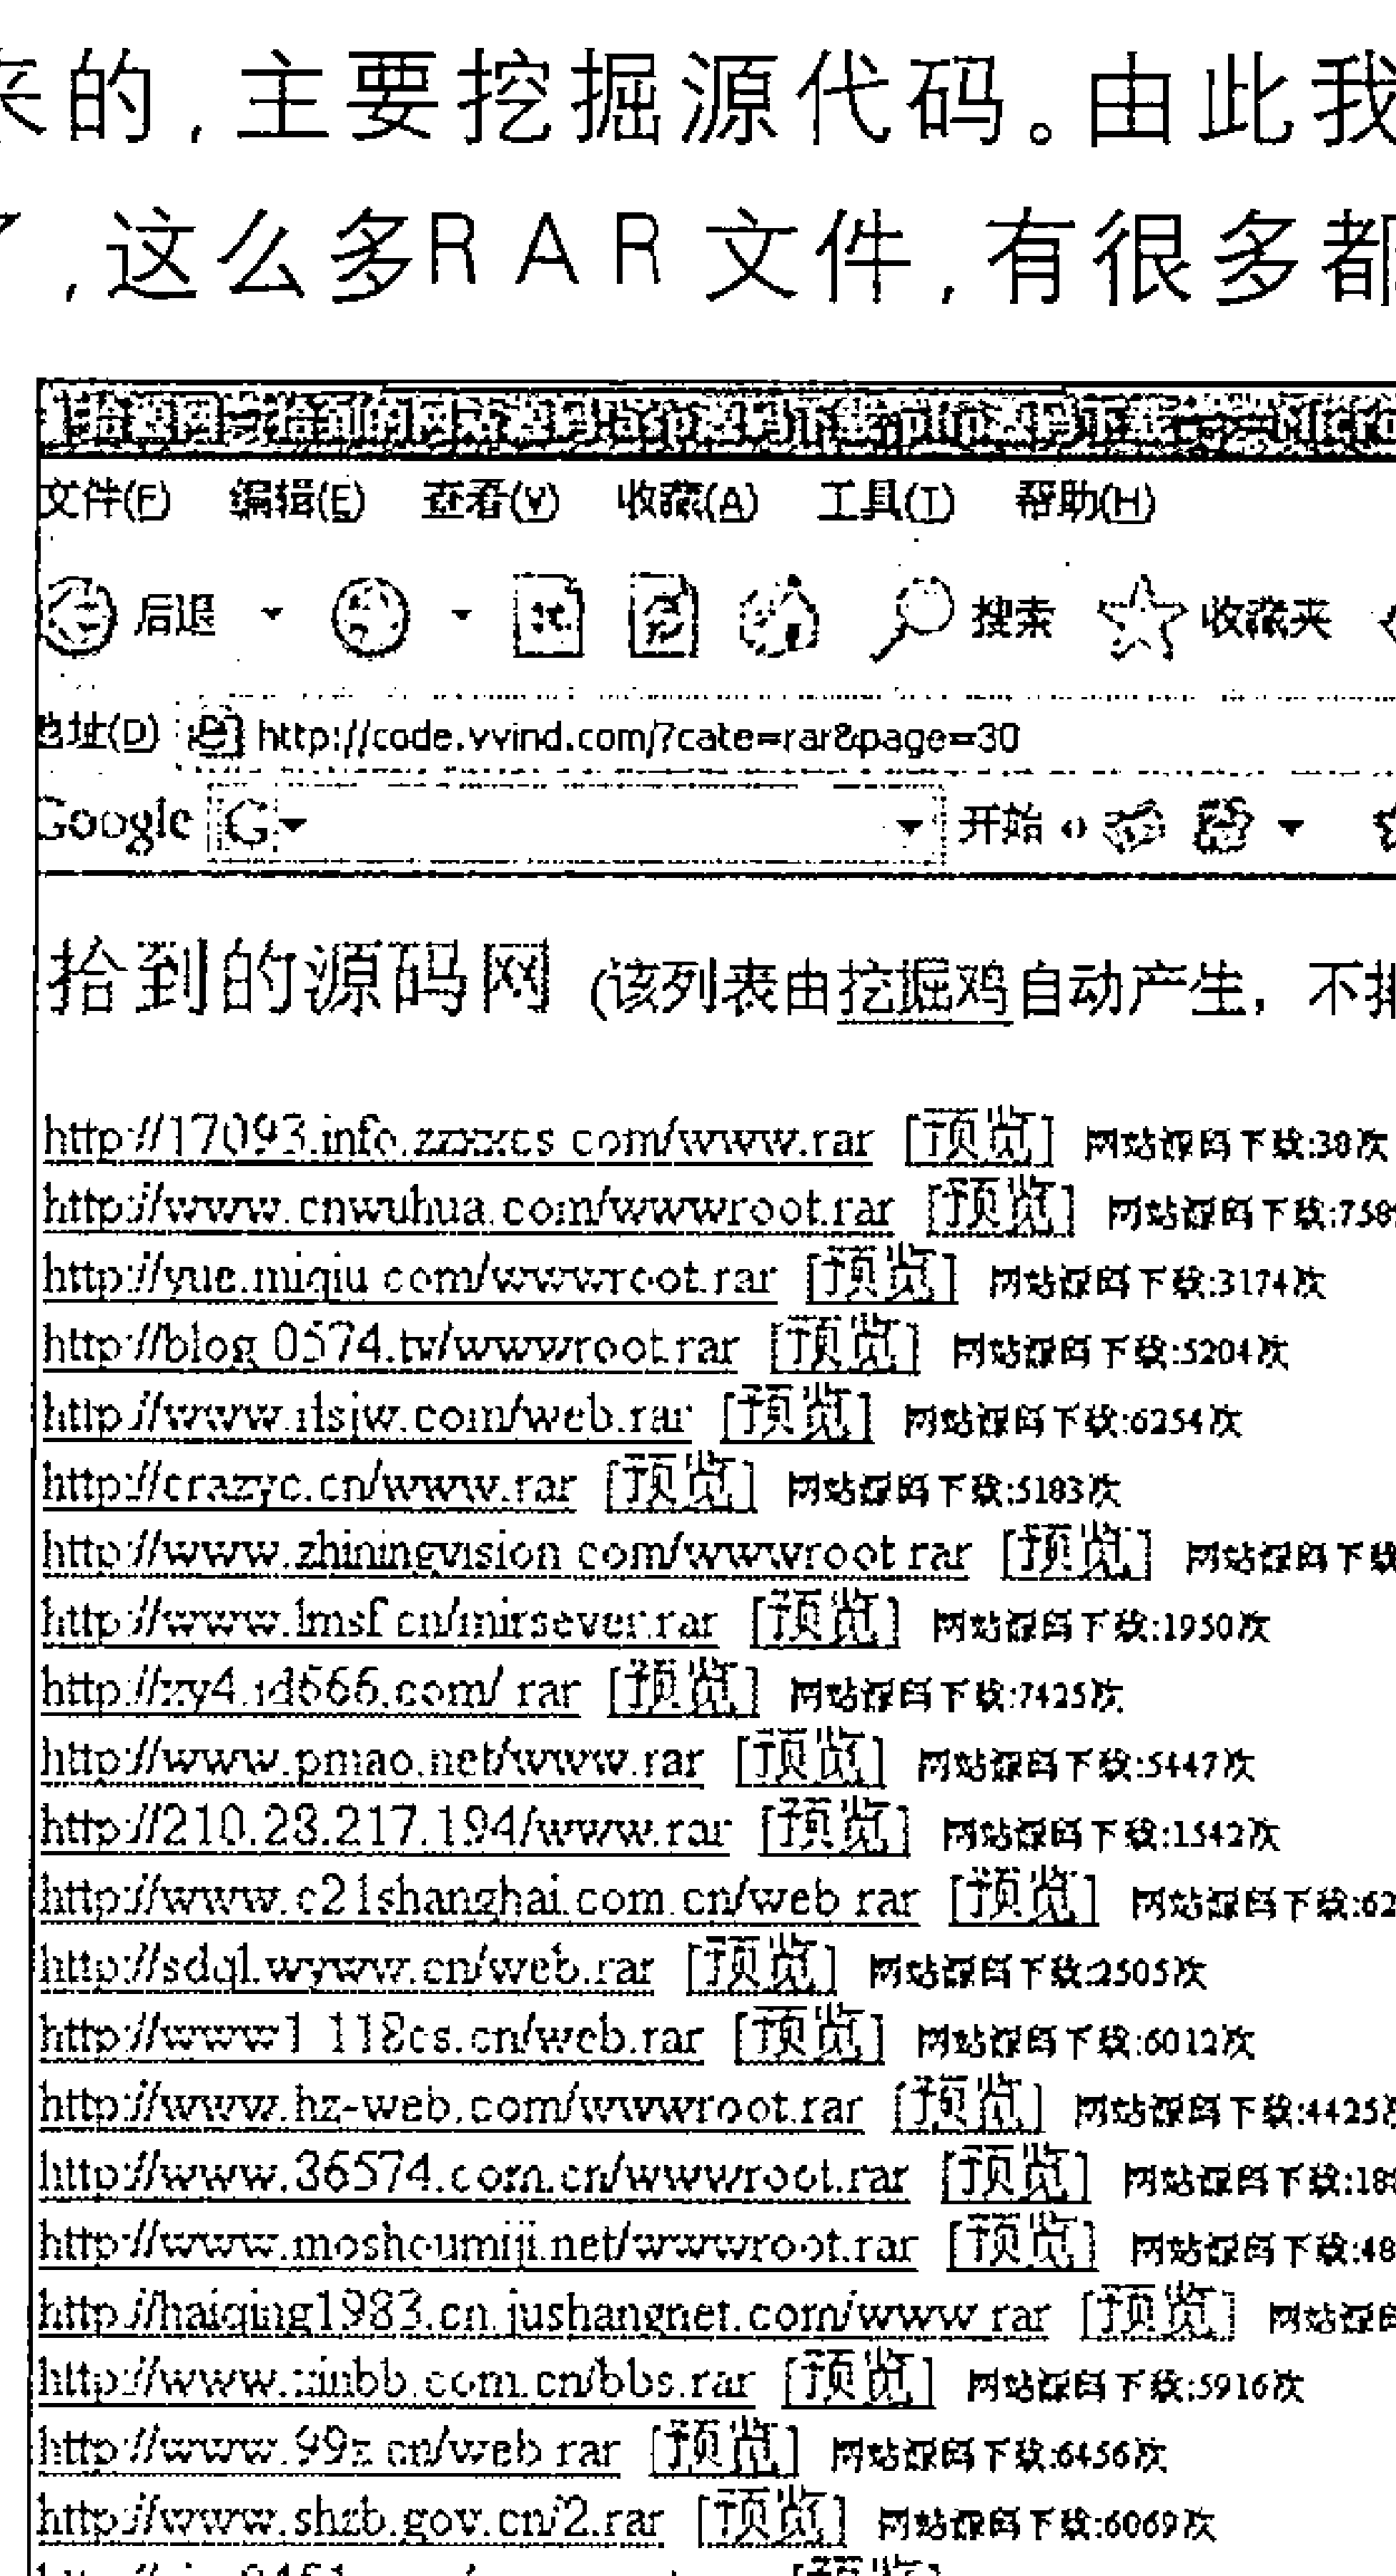 来的,主要挖掘源代码。由此我
,这么多RAR文件,有很多都
文件(F) 编辑(E) 查看(V) 收藏(A) 工具(T) 帮助(H)
后退 搜索 收藏夹
地址(D) http://code.vvind.com/?cate=rar&page=30
Google G 开始
拾到的源码网 (该列表由挖掘鸡自动产生，不排
[预览] 网站源码下载:30次
http://www.cnwuhua.com/wwwroot.rar [预览] 网站源码下载:758
http://yue.miqiu.com/wwwroot.rar [预览] 网站源码下载:3174次
http://blog.0574.tv/wwwroot.rar [预览] 网站源码下载:5204次
[预览] 网站源码下载:6254次
http://crazyc.cn/www.rar [预览] 网站源码下载:5183次
http://www.zhiningvision.com/wwwroot.rar [预览] 网站源码下载
http://www.lmsf.cn/mirsever.rar [预览] 网站源码下载:1950次
[预览] 网站源码下载:7425次
http://www.pmao.net/www.rar [预览] 网站源码下载:5447次
http://210.28.217.194/www.rar [预览] 网站源码下载:1542次
http://www.c21shanghai.com.cn/web.rar [预览] 网站源码下载:62
http://sdql.wyww.cn/web.rar [预览] 网站源码下载:2505次
http://www1.118cs.cn/web.rar [预览] 网站源码下载:6012次
http://www.hz-web.com/wwwroot.rar [预览] 网站源码下载:4425次
http://www.36574.com.cn/wwwroot.rar [预览] 网站源码下载:188
http://www.moshoumiji.net/wwwroot.rar [预览] 网站源码下载:48
http://haiqing1983.cn.jushangnet.com/www.rar [预览] 网站源码
[预览] 网站源码下载:5916次
http://www.99z.cn/web.rar [预览] 网站源码下载:6456次
http://www.shzb.gov.cn/2.rar [预览] 网站源码下载:6069次